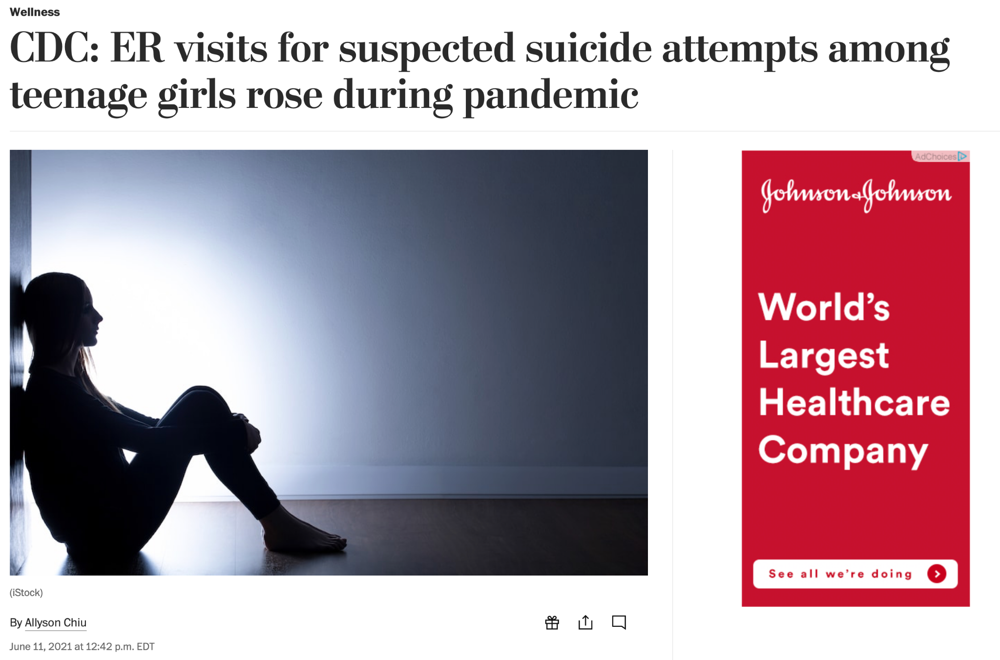 Wellness
CDC: ER visits for suspected suicide attempts among
teenage girls rose during pandemic
AdChoices
Johnson & Johnson
World’s
Largest
Healthcare
Company
See all we’re doing
(iStock)
By Allyson Chiu
June 11, 2021 at 12:42 p.m. EDT